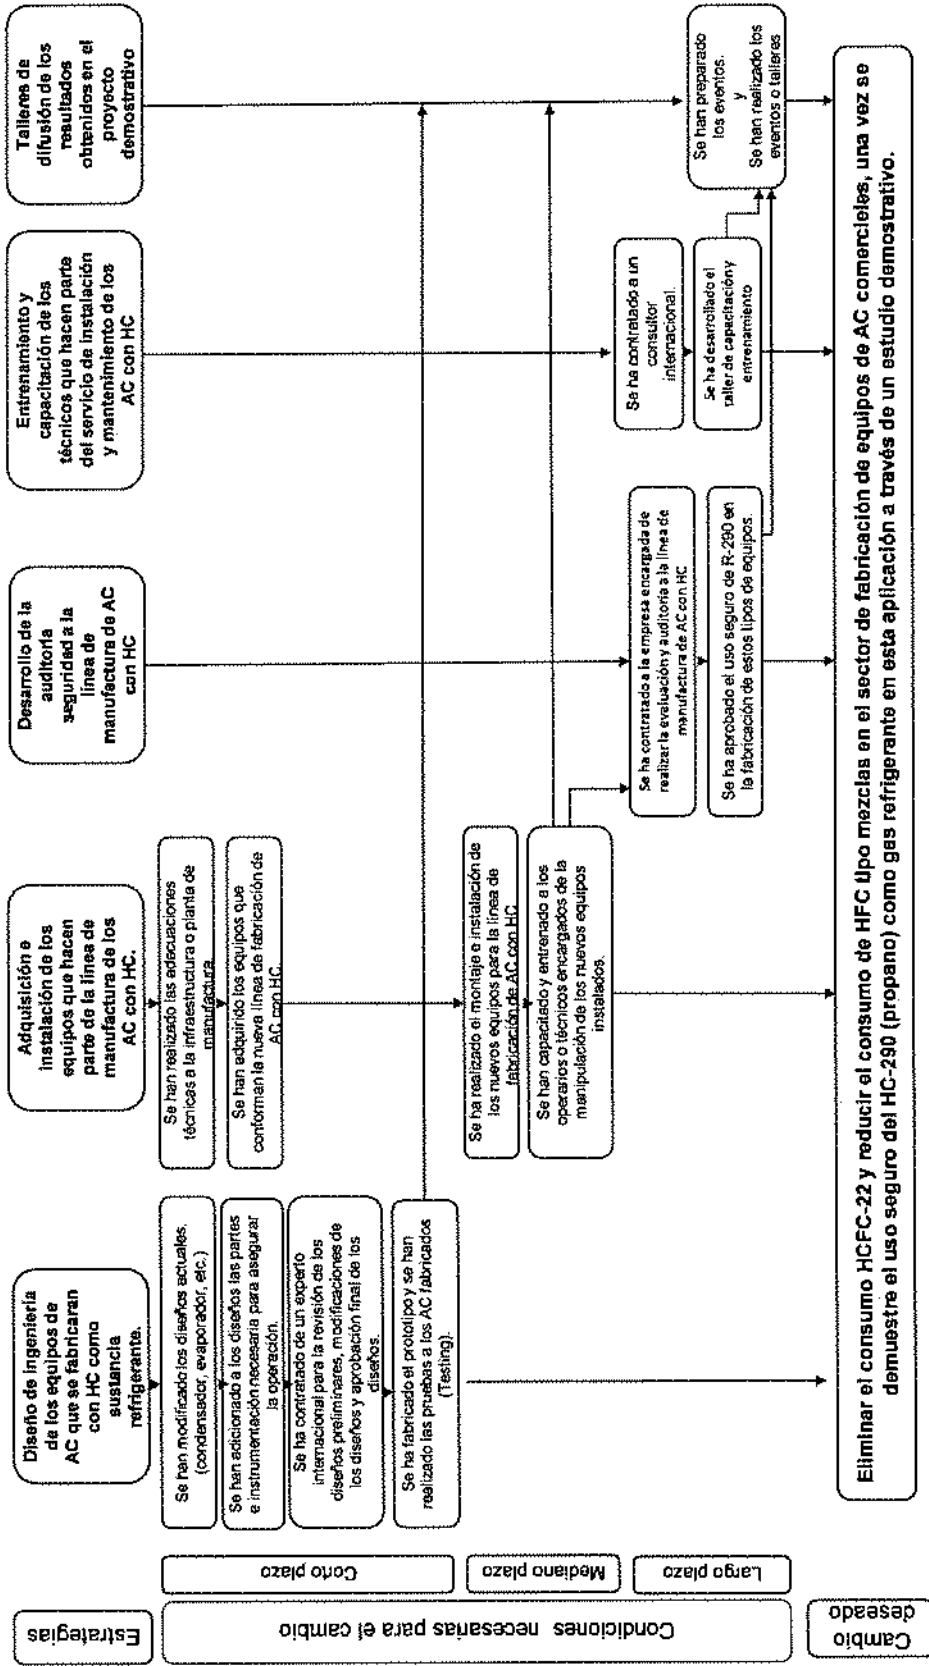 Estrategias
Diseño de ingeniería
de los equipos de
AC que se fabricaran
con HC como
sustancia
refrigerante.
Adquisición e
instalación de los
equipos que hacen
parte de la línea de
manufactura de los
AC con HC.
Desarrollo de la
auditoria
seguridad a la
línea de
manufactura de AC
con HC
Entrenamiento y
capacitación de los
técnicos que hacen parte
del servicio de instalación
y mantenimiento de los
AC con HC
Talleres de
difusión de los
resultados
obtenidos en el
proyecto
demostrativo
Condiciones necesarias para el cambio
Corto plazo
Se han modificado los diseños actuales.
(condensador, evaporador, etc.)
Se han adicionado a los diseños las partes
e instrumentación necesaria para asegurar
la operación.
Se ha contratado de un experto
internacional para la revisión de los
diseños preliminares, modificaciones de
los diseños y aprobación final de los
diseños.
Se ha fabricado el prototipo y se han
realizado las pruebas a los AC fabricados
(Testing).
Se han realizado las adecuaciones
técnicas a la infraestructura o planta de
manufactura.
Se han adquirido los equipos que
conforman la nueva línea de fabricación de
AC con HC.
Mediano plazo
Se ha realizado el montaje e instalación de
los nuevos equipos para la línea de
fabricación de AC con HC
Se han capacitado y entrenado a los
operarios o técnicos encargados de la
manipulación de los nuevos equipos
instalados.
Largo plazo
Se ha contratado a la empresa encargada de
realizar la evaluación y auditoría a la línea de
manufactura de AC con HC
Se ha aprobado el uso seguro de R-290 en
la fabricación de estos tipos de equipos.
Se ha contratado a un
consultor
internacional.
Se ha desarrollado el
taller de capacitación y
entrenamiento
Se han preparado
los eventos.
y
Se han realizado los
eventos o talleres
Cambio
deseado
Eliminar el consumo HCFC-22 y reducir el consumo de HFC tipo mezclas en el sector de fabricación de equipos de AC comerciales, una vez se
demuestre el uso seguro del HC-290 (propano) como gas refrigerante en esta aplicación a través de un estudio demostrativo.